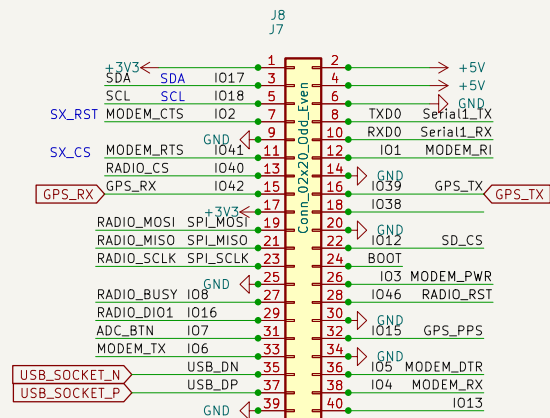 J8
J7
+3V3 1 2 +5V
SDA SDA IO17 3 4 +5V
SCL SCL IO18 5 6 GND
SX_RST MODEM_CTS IO2 7 8 TXD0 Serial1_TX
GND 9 10 RXD0 Serial1_RX
SX_CS MODEM_RTS IO41 11 12 IO1 MODEM_RI
RADIO_CS IO40 13 14 GND
GPS_RX GPS_RX IO42 15 16 IO39 GPS_TX GPS_TX
+3V3 17 18 IO38
RADIO_MOSI SPI_MOSI 19 20 GND
RADIO_MISO SPI_MISO 21 22 IO12 SD_CS
RADIO_SCLK SPI_SCLK 23 24 BOOT
GND 25 26 IO3 MODEM_PWR
RADIO_BUSY IO8 27 28 IO46 RADIO_RST
RADIO_DIO1 IO16 29 30 GND
ADC_BTN IO7 31 32 IO15 GPS_PPS
MODEM_TX IO6 33 34 GND
USB_SOCKET_N USB_DN 35 36 IO5 MODEM_DTR
USB_SOCKET_P USB_DP 37 38 IO4 MODEM_RX
GND 39 40 IO13
Conn_02x20_Odd_Even